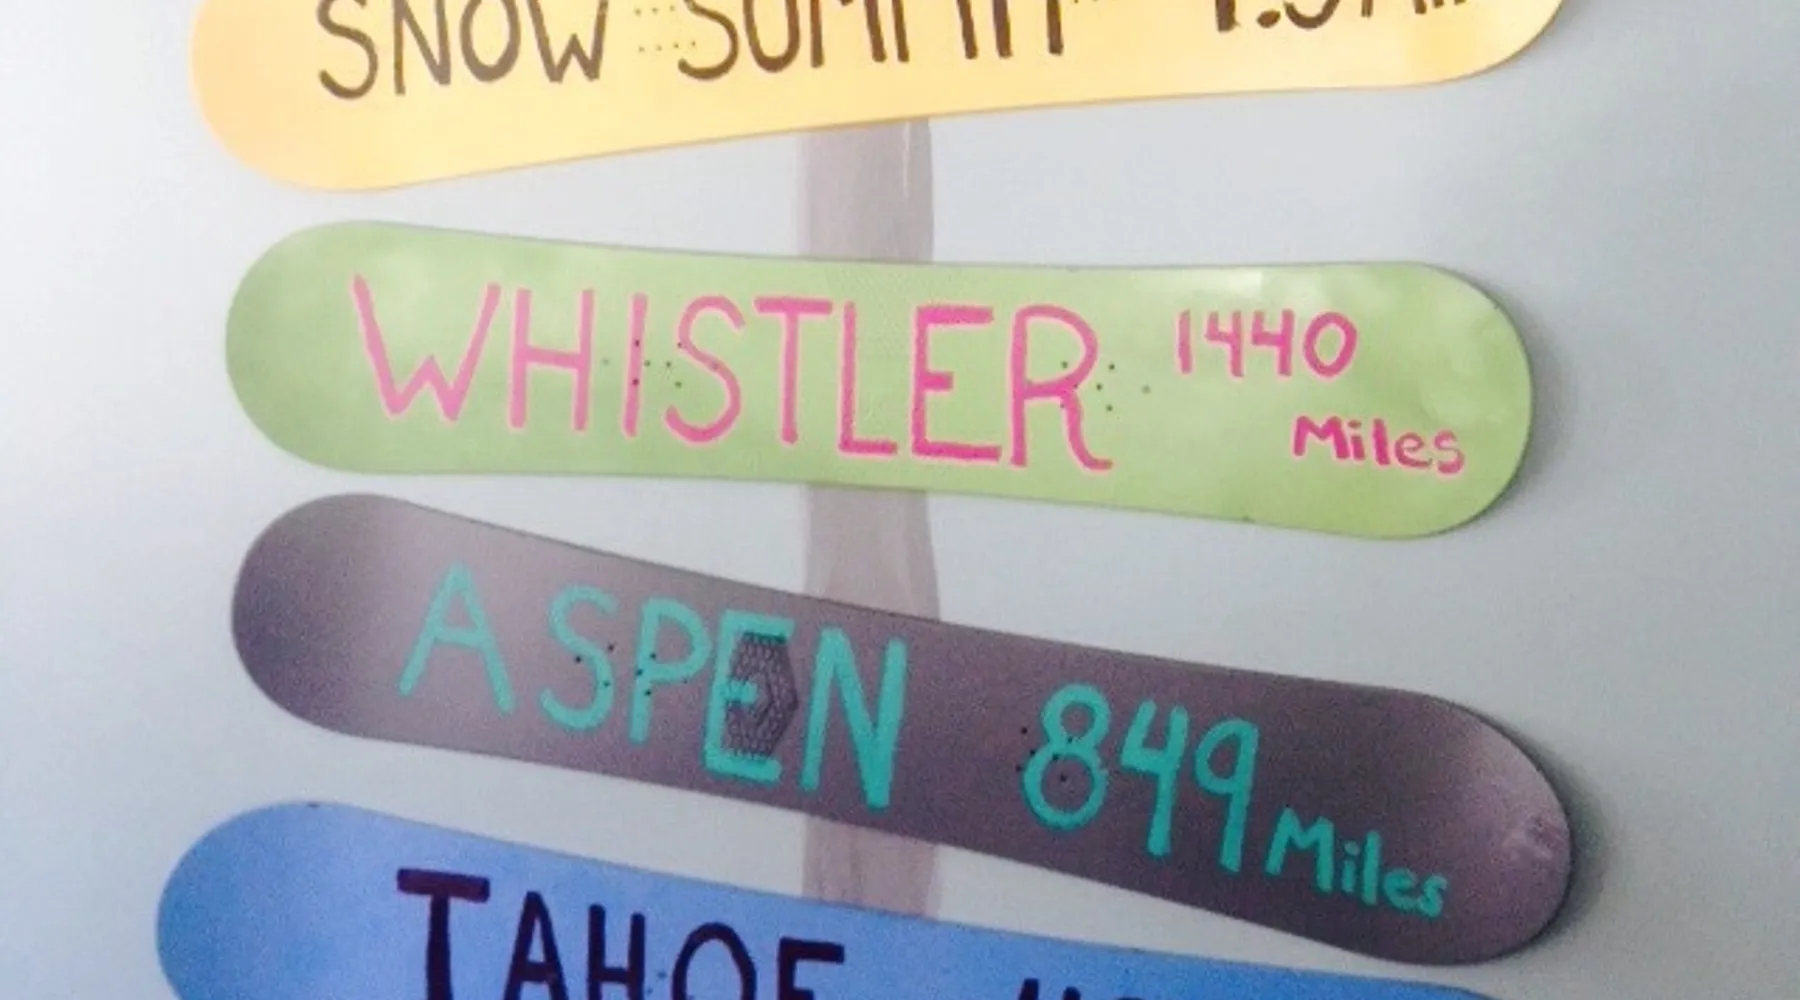 SNOW SUMMIT
WHISTLER 1440
Miles
ASPEN 849 Miles
TAHOE